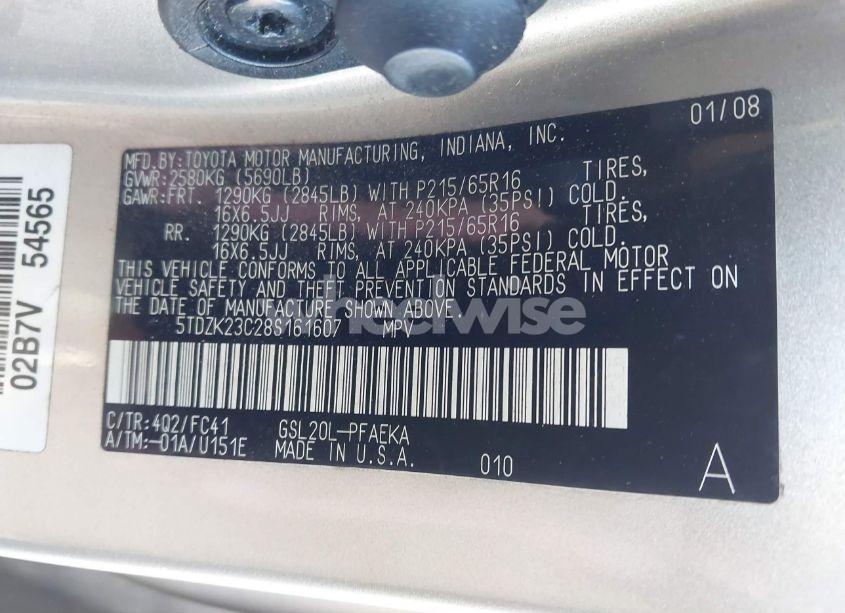 01/08
MFD.BY:TOYOTA MOTOR MANUFACTURING, INDIANA, INC.
GVWR:2580KG (5690LB)
GAWR:FRT. 1290KG (2845LB) WITH P215/65R16 TIRES,
16X6.5JJ RIMS, AT 240KPA (35PSI) COLD.
RR. 1290KG (2845LB) WITH P215/65R16 TIRES,
16X6.5JJ RIMS, AT 240KPA (35PSI) COLD.
THIS VEHICLE CONFORMS TO ALL APPLICABLE FEDERAL MOTOR
VEHICLE SAFETY AND THEFT PREVENTION STANDARDS IN EFFECT ON
THE DATE OF MANUFACTURE SHOWN ABOVE.
5TDZK23C28S161607 MPV
C/TR:4Q2/FC41 GSL20L-PFAEKA
A/TM:-01A/U151E MADE IN U.S.A. 010
A
02B7V 54565